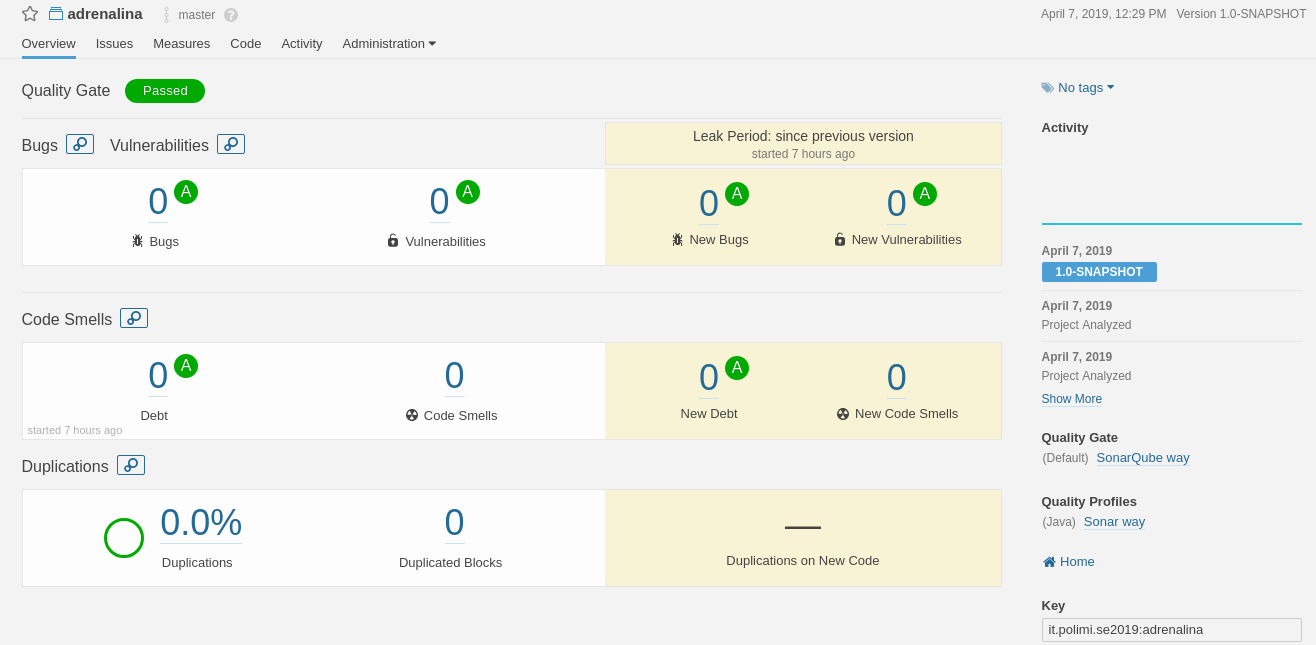 adrenalina master ? April 7, 2019, 12:29 PM Version 1.0-SNAPSHOT
Overview Issues Measures Code Activity Administration
Quality Gate Passed
No tags
Activity
Bugs Vulnerabilities
Leak Period: since previous version
started 7 hours ago
0 A 0 A 0 A 0 A
Bugs Vulnerabilities New Bugs New Vulnerabilities
April 7, 2019
1.0-SNAPSHOT
April 7, 2019
Project Analyzed
April 7, 2019
Project Analyzed
Show More
Code Smells
0 A 0 0 A 0
Debt Code Smells New Debt New Code Smells
started 7 hours ago
Quality Gate
(Default) SonarQube way
Duplications
0.0% 0 —
Duplications Duplicated Blocks Duplications on New Code
Quality Profiles
(Java) Sonar way
Home
Key
it.polimi.se2019:adrenalina